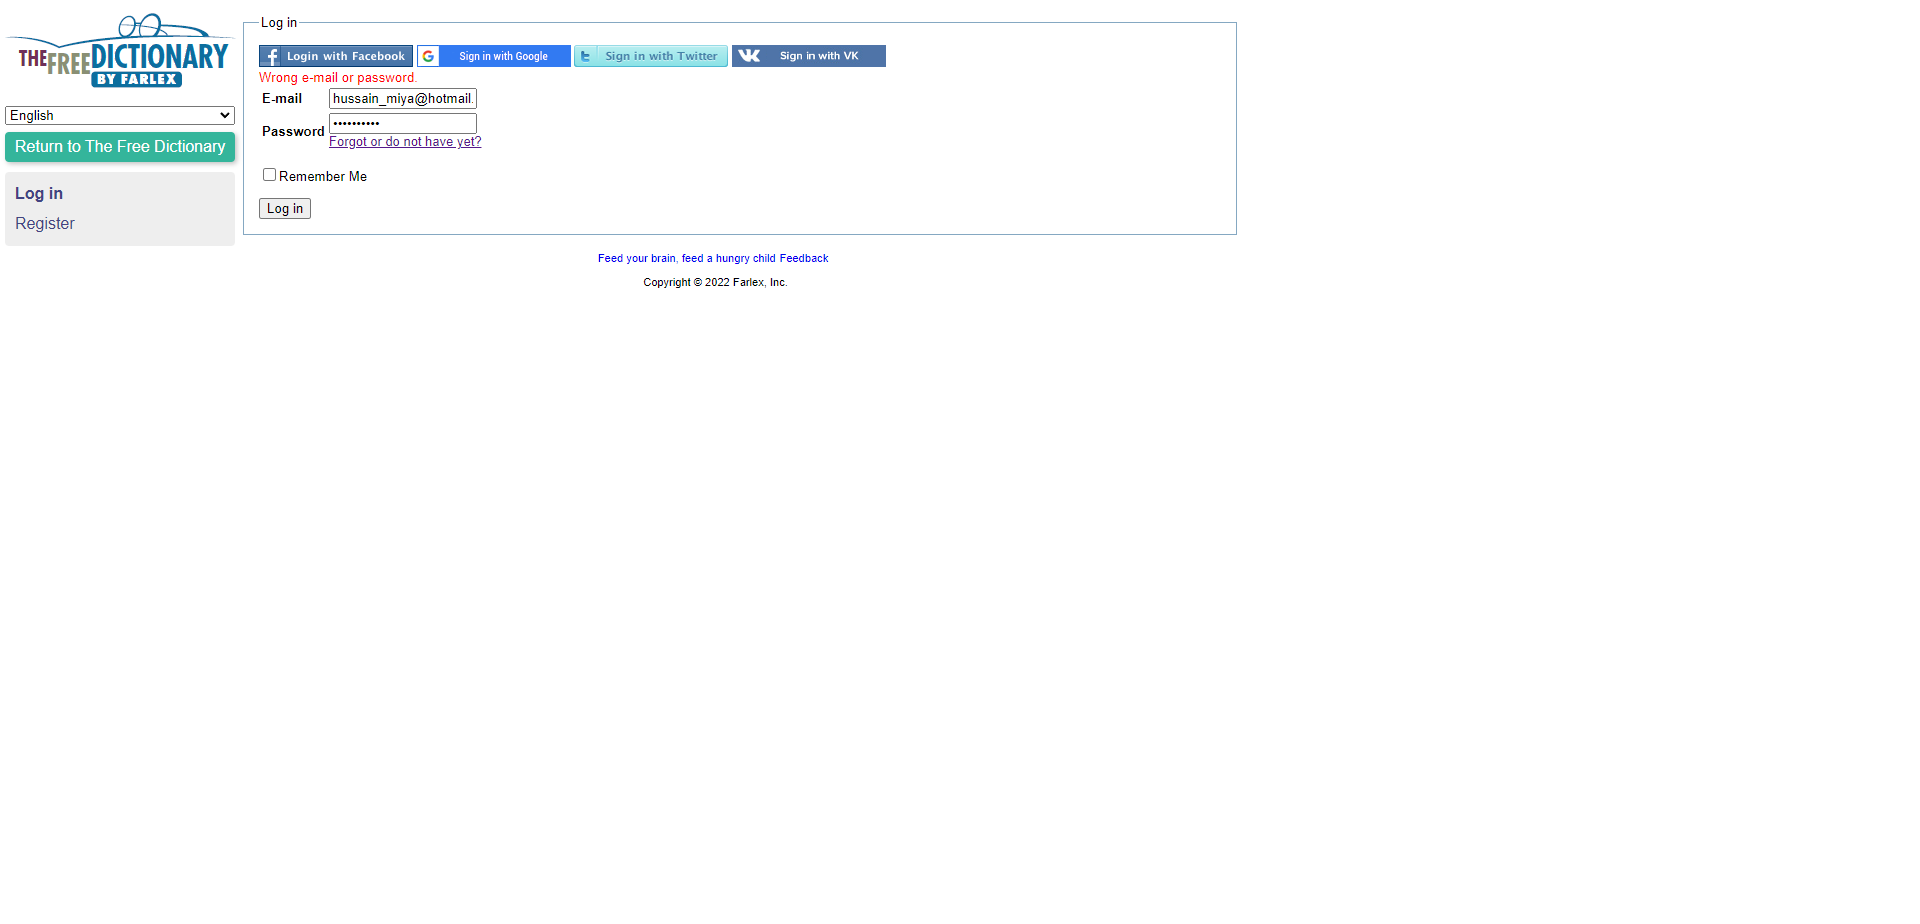 THEFREEDICTIONARY
BY FARLEX
English
Return to The Free Dictionary
Log in
Register
Log in
Login with Facebook
Sign in with Google
Sign in with Twitter
Sign in with VK
Wrong e-mail or password.
E-mail hussain_miya@hotmail.
Password ••••••••••
Forgot or do not have yet?
Remember Me
Log in
Feed your brain, feed a hungry child Feedback
Copyright © 2022 Farlex, Inc.